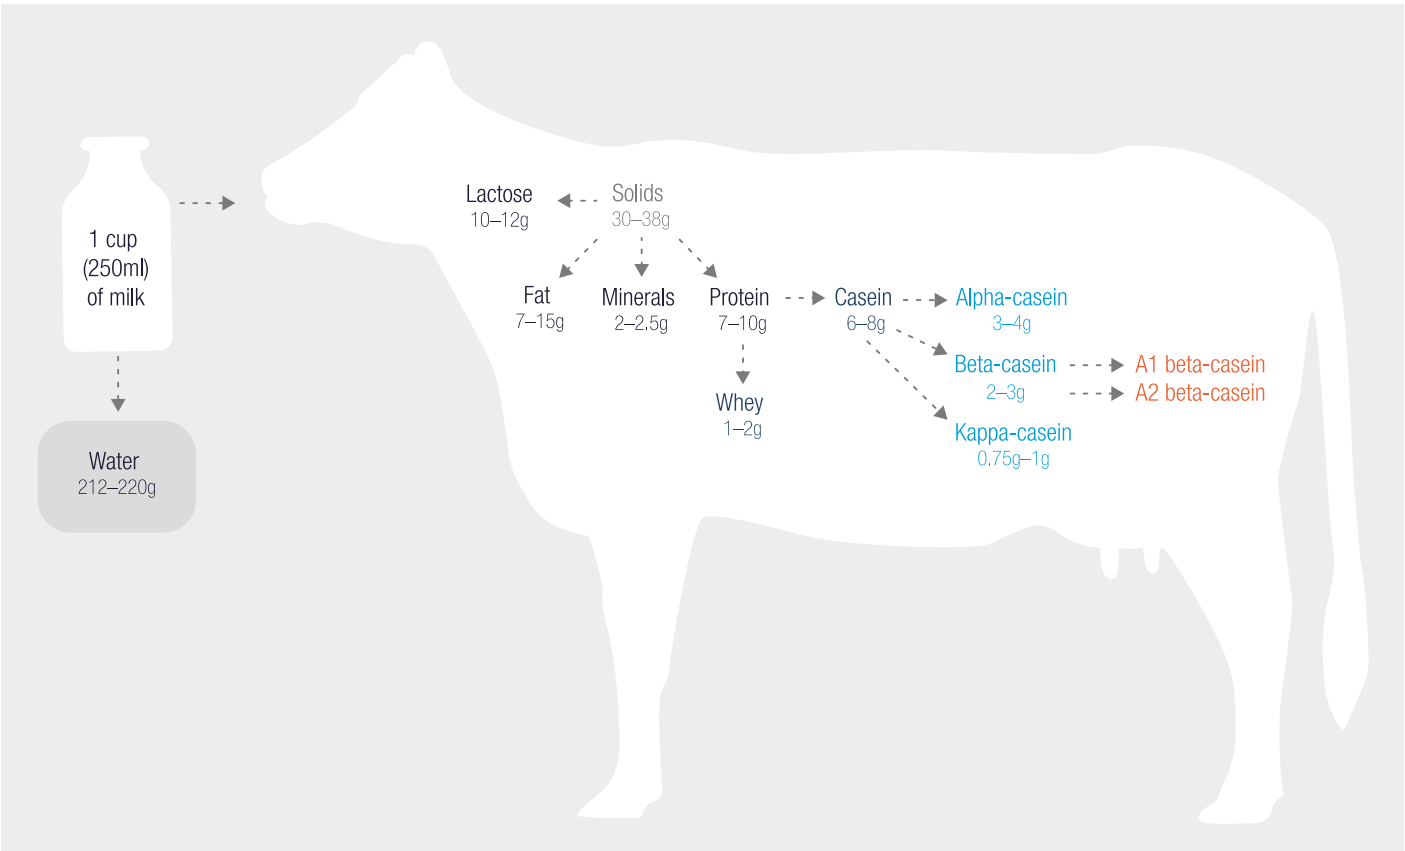 1 cup
(250ml)
of milk
Water
212–220g
Lactose
10–12g
Solids
30–38g
Fat
7–15g
Minerals
2–2.5g
Protein
7–10g
Whey
1–2g
Casein
6–8g
Alpha-casein
3–4g
Beta-casein
2–3g
Kappa-casein
0.75g–1g
A1 beta-casein
A2 beta-casein